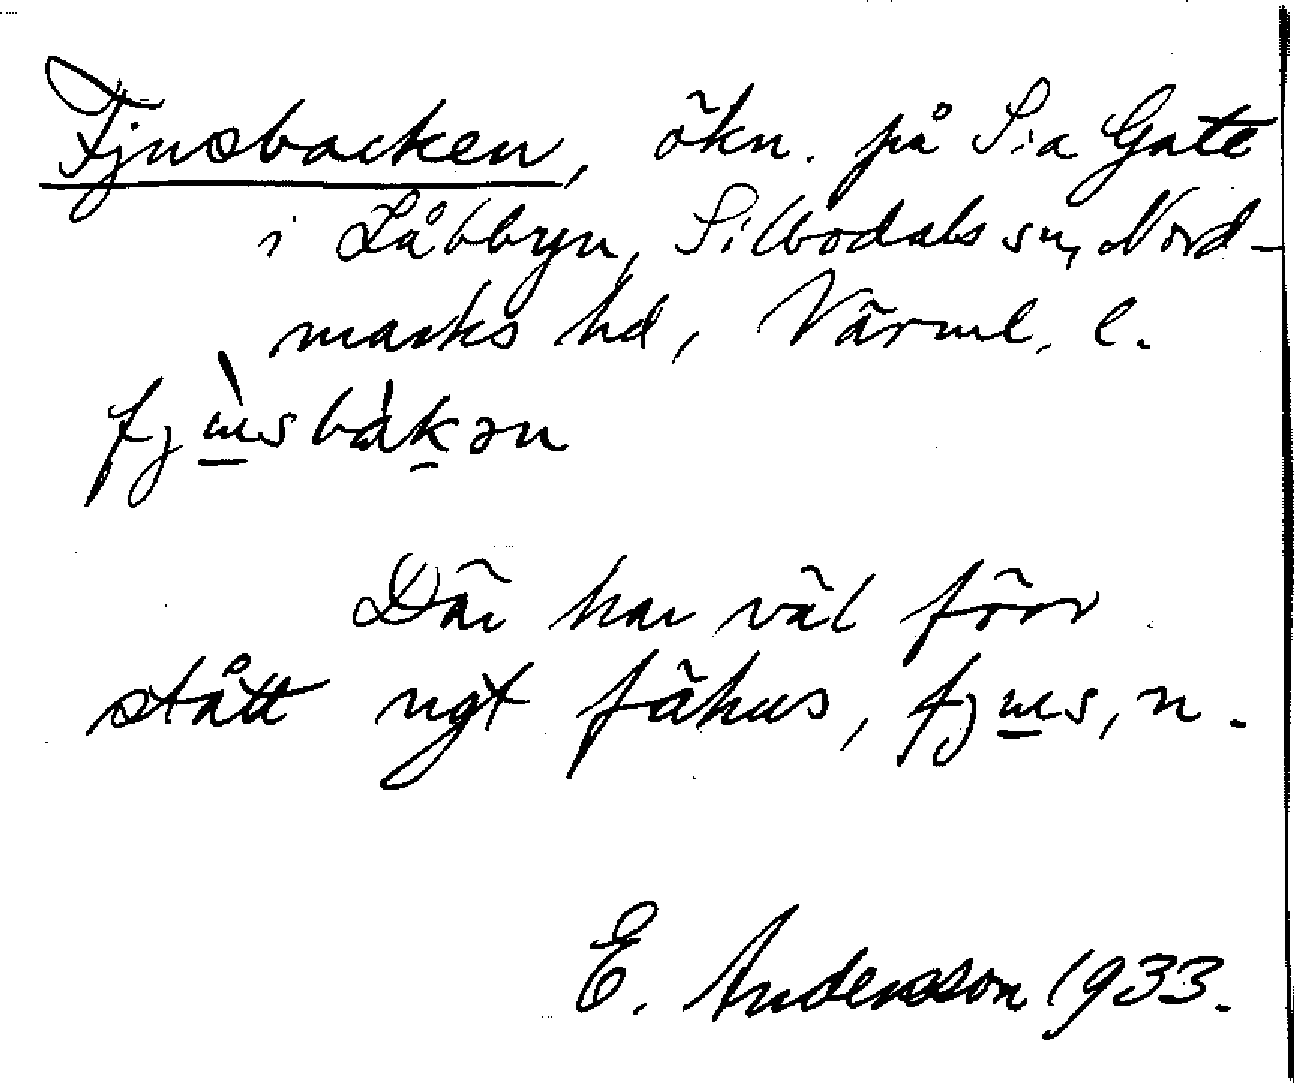 Fjusbacken, ökn. på S:a Gate
i Låbbyn, Silbodals sn, Nord-
marks hd, Värml. l.
fjùsbàkən
Där har väl förr
stått ngt fähus, fjus, n.
E. Andersson 1933.